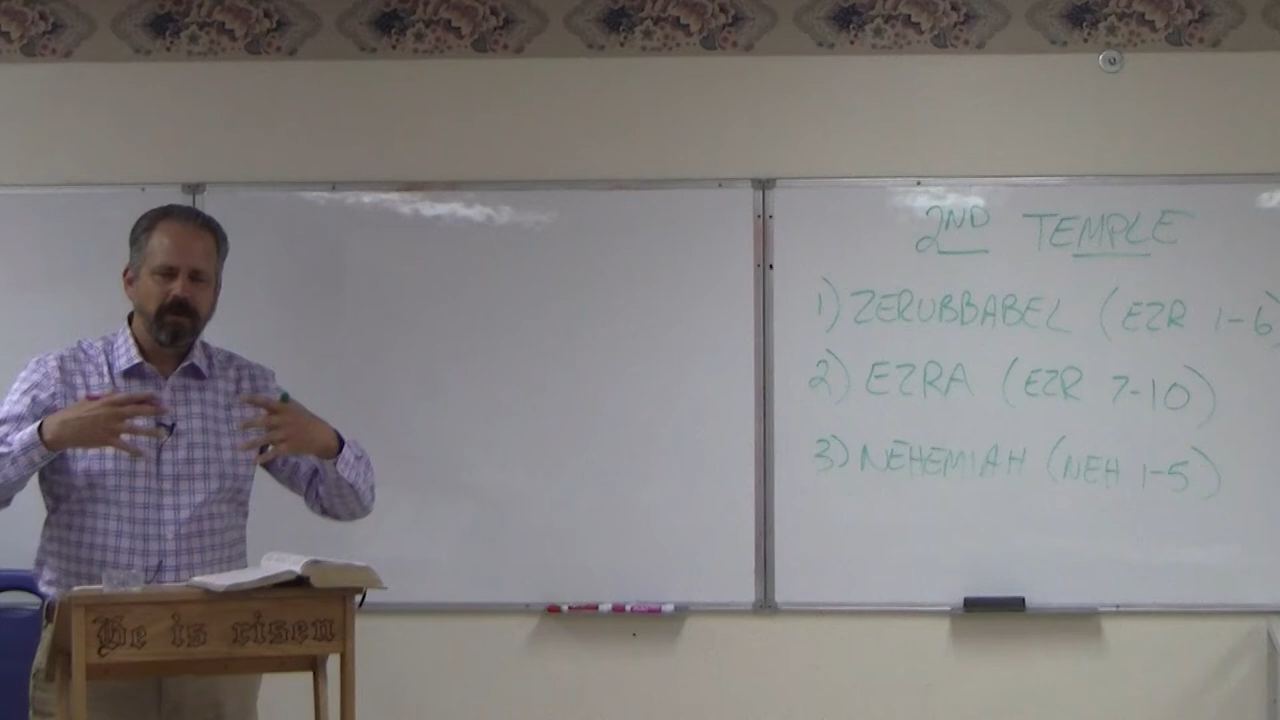 2ND TEMPLE
1) ZERUBBABEL (EZR 1-6)
2) EZRA (EZR 7-10)
3) NEHEMIAH (NEH 1-5)
He is risen